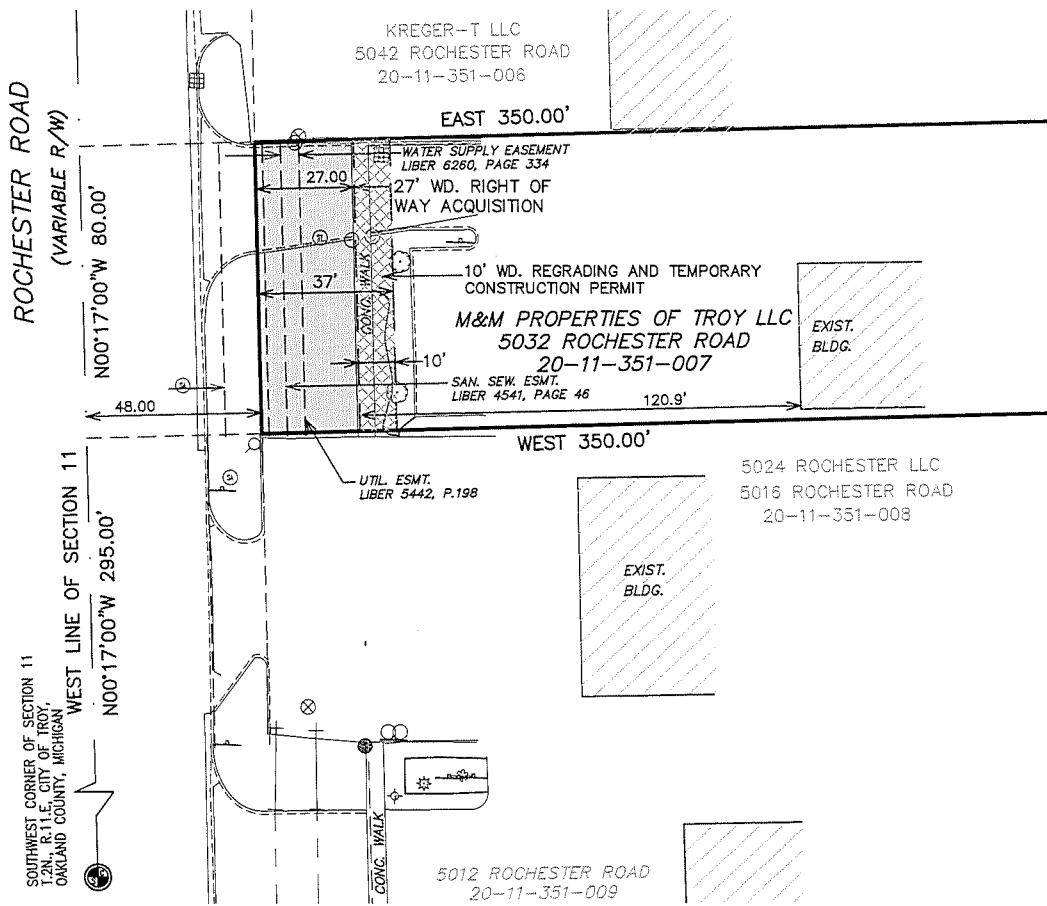 KREGER-T LLC
5042 ROCHESTER ROAD
20-11-351-006
ROCHESTER ROAD
(VARIABLE R/W)
EAST 350.00'
WATER SUPPLY EASEMENT
LIBER 6260, PAGE 334
27.00
27' WD. RIGHT OF
WAY ACQUISITION
N00°17'00"W 80.00'
CONC. WALK
37'
10' WD. REGRADING AND TEMPORARY
CONSTRUCTION PERMIT
M&M PROPERTIES OF TROY LLC
5032 ROCHESTER ROAD
20-11-351-007
EXIST.
BLDG.
10'
SAN. SEW. ESMT.
LIBER 4541, PAGE 46
48.00
120.9'
WEST 350.00'
UTIL. ESMT.
LIBER 5442, P.198
5024 ROCHESTER LLC
5016 ROCHESTER ROAD
20-11-351-008
WEST LINE OF SECTION 11
N00°17'00"W 295.00'
EXIST.
BLDG.
SOUTHWEST CORNER OF SECTION 11
T.2N., R.11.E, CITY OF TROY,
OAKLAND COUNTY, MICHIGAN
CONC. WALK
5012 ROCHESTER ROAD
20-11-351-009